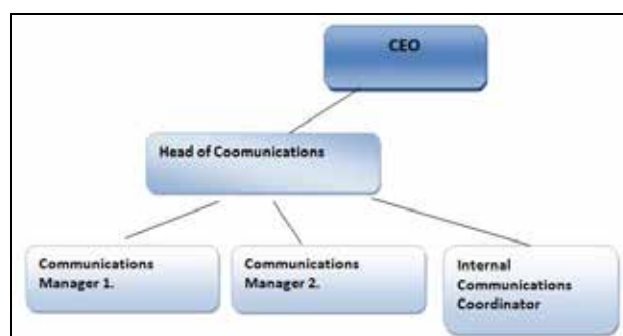 CEO
Head of Coomunications
Communications
Manager 1.
Communications
Manager 2.
Internal
Communications
Coordinator